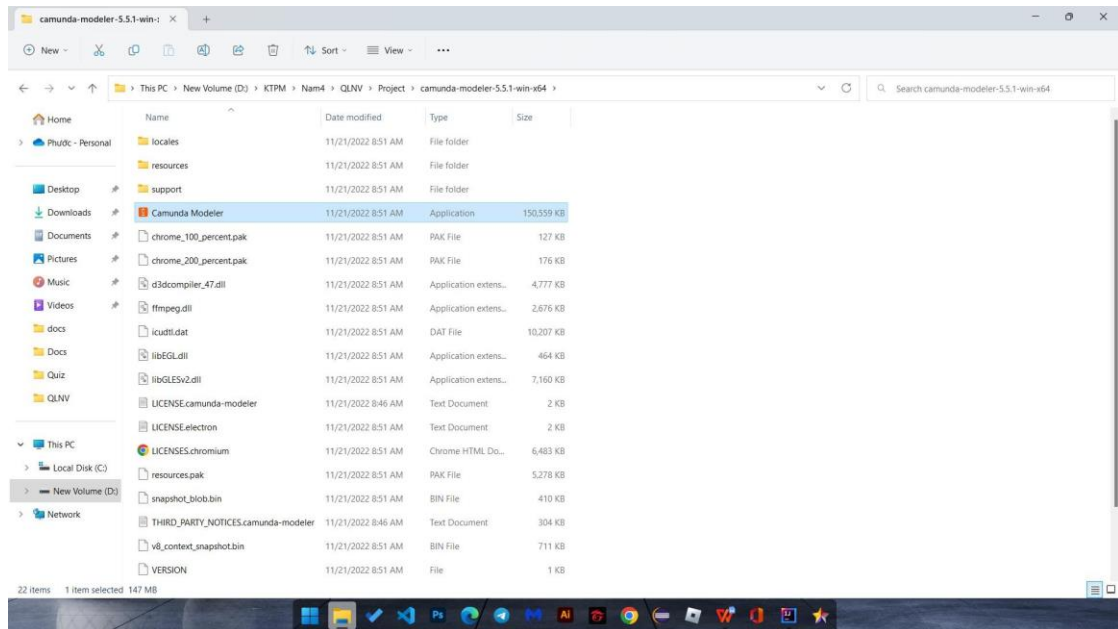 camunda-modeler-5.5.1-win-:
New
Sort
View
This PC > New Volume (D:) > KTPM > Nam4 > QLNV > Project > camunda-modeler-5.5.1-win-x64 >
Search camunda-modeler-5.5.1-win-x64
Home
Phước - Personal
Desktop
Downloads
Documents
Pictures
Music
Videos
docs
Docs
Quiz
QLNV
This PC
Local Disk (C:)
New Volume (D:)
Network
Name Date modified Type Size
locales 11/21/2022 8:51 AM File folder
resources 11/21/2022 8:51 AM File folder
support 11/21/2022 8:51 AM File folder
Camunda Modeler 11/21/2022 8:51 AM Application 150,559 KB
chrome_100_percent.pak 11/21/2022 8:51 AM PAK File 127 KB
chrome_200_percent.pak 11/21/2022 8:51 AM PAK File 176 KB
d3dcompiler_47.dll 11/21/2022 8:51 AM Application extens... 4,777 KB
ffmpeg.dll 11/21/2022 8:51 AM Application extens... 2,676 KB
icudtl.dat 11/21/2022 8:51 AM DAT File 10,207 KB
libEGL.dll 11/21/2022 8:51 AM Application extens... 464 KB
libGLESv2.dll 11/21/2022 8:51 AM Application extens... 7,160 KB
LICENSE.camunda-modeler 11/21/2022 8:46 AM Text Document 2 KB
LICENSE.electron 11/21/2022 8:51 AM Text Document 2 KB
LICENSES.chromium 11/21/2022 8:51 AM Chrome HTML Do... 6,483 KB
resources.pak 11/21/2022 8:51 AM PAK File 5,278 KB
snapshot_blob.bin 11/21/2022 8:51 AM BIN File 410 KB
THIRD_PARTY_NOTICES.camunda-modeler 11/21/2022 8:46 AM Text Document 304 KB
v8_context_snapshot.bin 11/21/2022 8:51 AM BIN File 711 KB
VERSION 11/21/2022 8:51 AM File 1 KB
22 items 1 item selected 147 MB
Ps
Ai